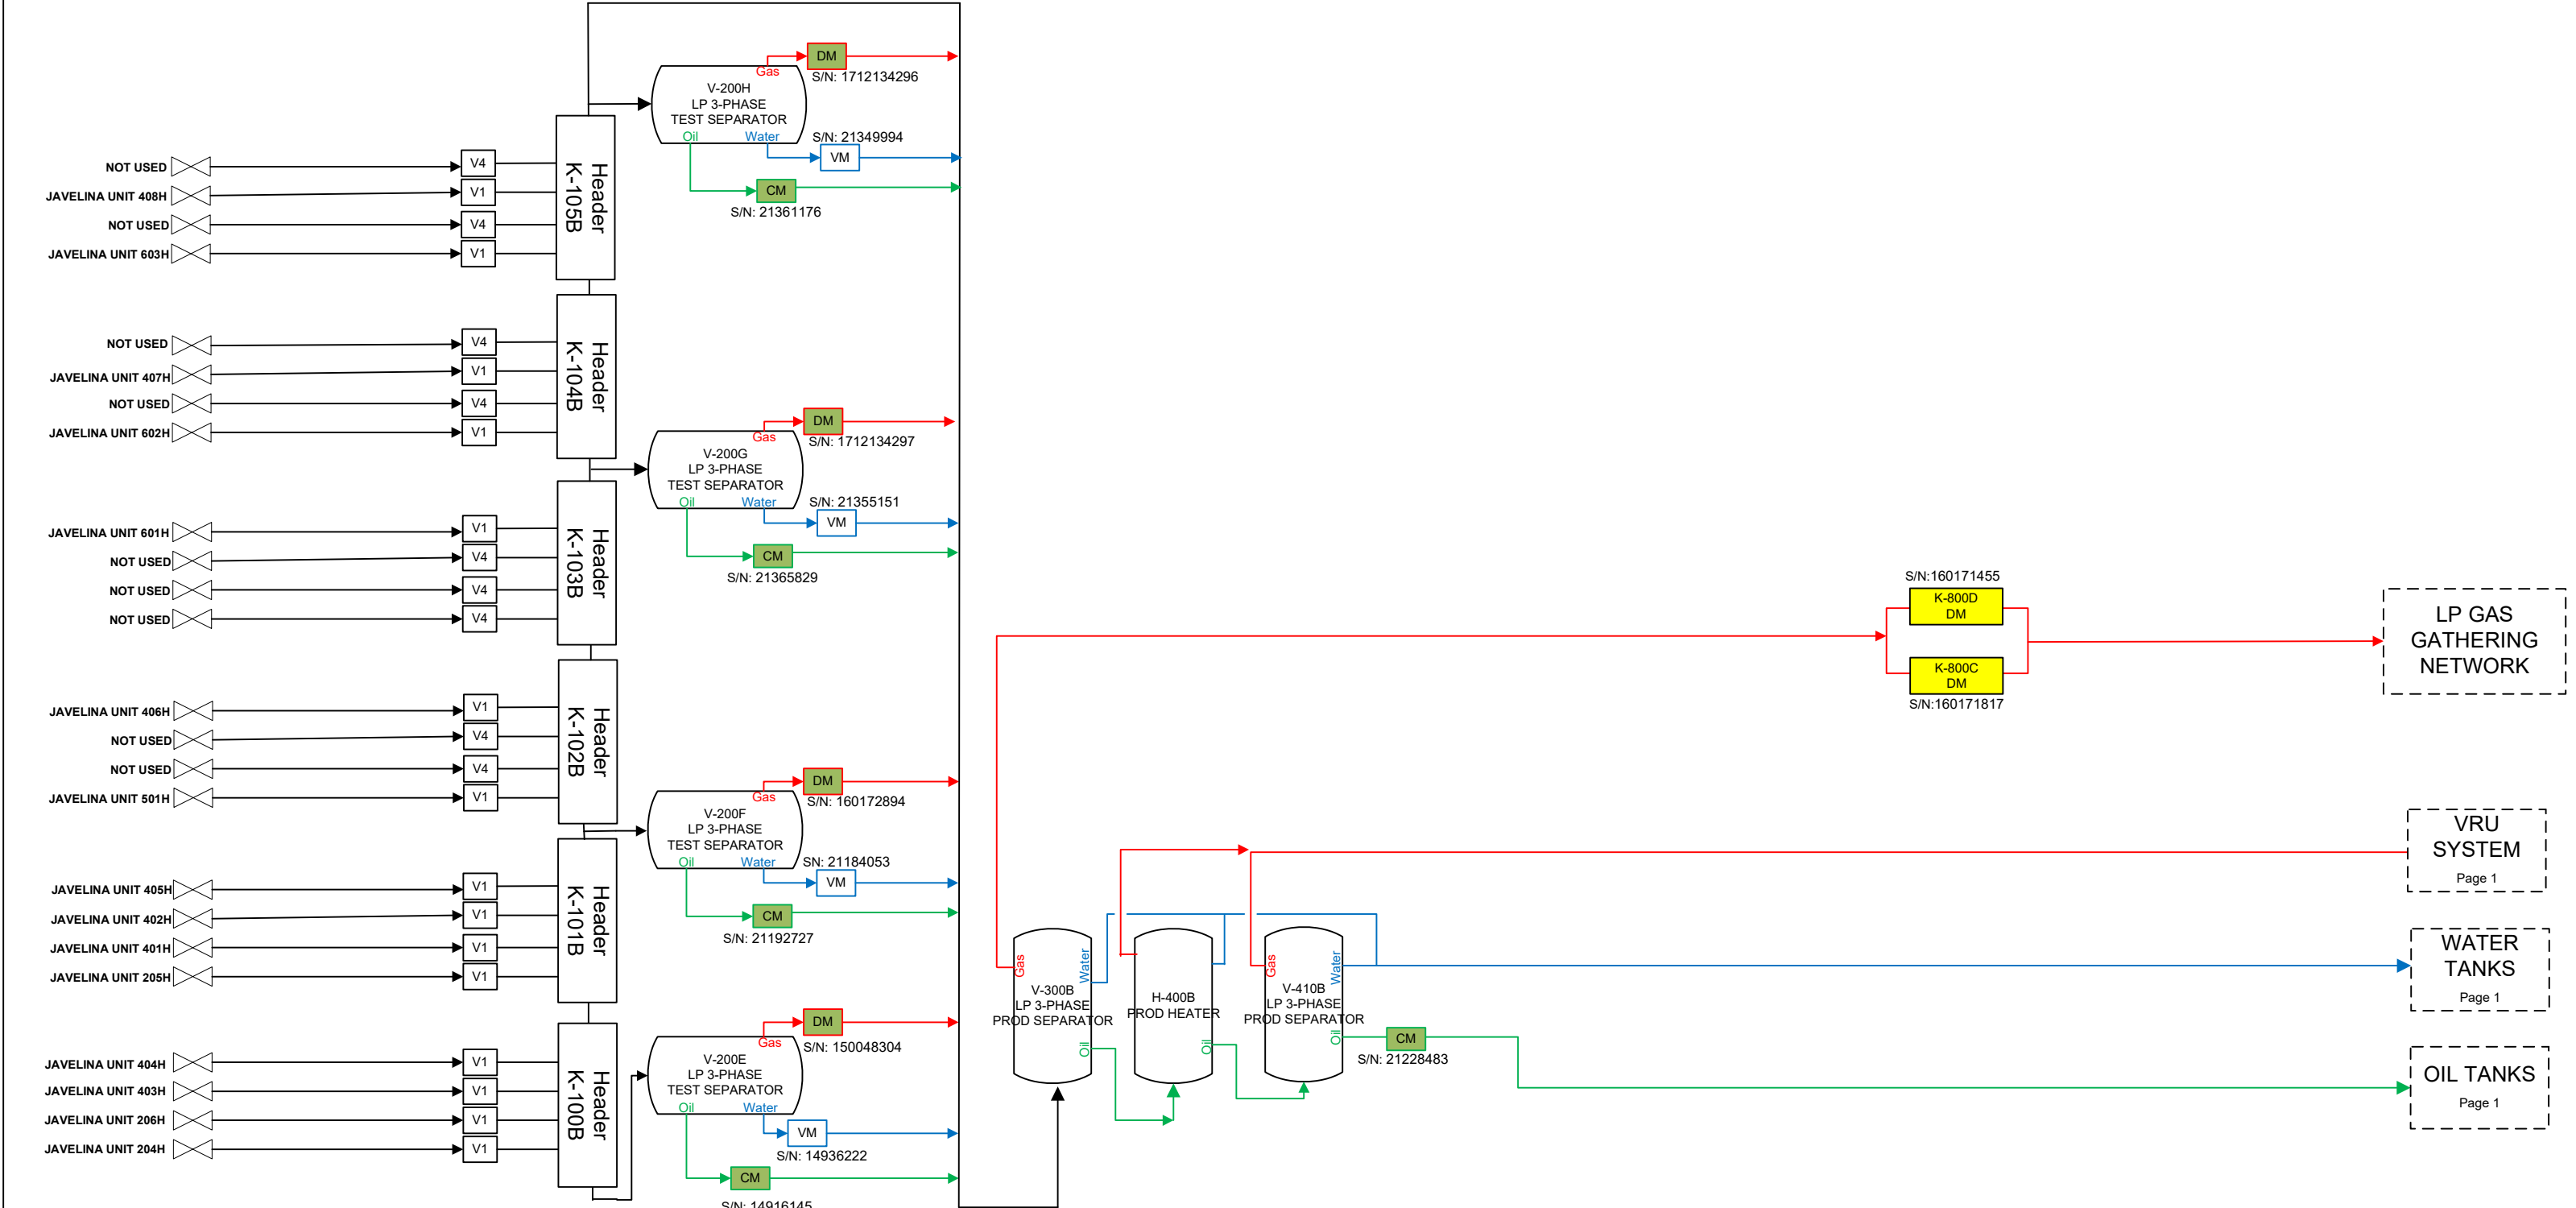 Gas
DM
S/N: 1712134296
V-200H
LP 3-PHASE
TEST SEPARATOR
Oil
Water
S/N: 21349994
VM
CM
S/N: 21361176
NOT USED
V4
JAVELINA UNIT 408H
V1
NOT USED
V4
JAVELINA UNIT 603H
V1
Header
K-105B
NOT USED
V4
JAVELINA UNIT 407H
V1
NOT USED
V4
JAVELINA UNIT 602H
V1
Header
K-104B
Gas
DM
S/N: 1712134297
V-200G
LP 3-PHASE
TEST SEPARATOR
Oil
Water
S/N: 21355151
VM
CM
S/N: 21365829
JAVELINA UNIT 601H
V1
NOT USED
V4
NOT USED
V4
NOT USED
V4
Header
K-103B
JAVELINA UNIT 406H
V1
NOT USED
V4
NOT USED
V4
JAVELINA UNIT 501H
V1
Header
K-102B
Gas
DM
S/N: 160172894
V-200F
LP 3-PHASE
TEST SEPARATOR
Oil
Water
SN: 21184053
VM
CM
S/N: 21192727
JAVELINA UNIT 405H
V1
JAVELINA UNIT 402H
V1
JAVELINA UNIT 401H
V1
JAVELINA UNIT 205H
V1
Header
K-101B
Gas
DM
S/N: 150048304
V-200E
LP 3-PHASE
TEST SEPARATOR
Oil
Water
VM
S/N: 14936222
CM
S/N: 14916145
JAVELINA UNIT 404H
V1
JAVELINA UNIT 403H
V1
JAVELINA UNIT 206H
V1
JAVELINA UNIT 204H
V1
Header
K-100B
Gas
Water
V-300B
LP 3-PHASE
PROD SEPARATOR
Oil
H-400B
PROD HEATER
Oil
Gas
Water
V-410B
LP 3-PHASE
PROD SEPARATOR
Oil
CM
S/N: 21228483
S/N:160171455
K-800D
DM
K-800C
DM
S/N:160171817
LP GAS
GATHERING
NETWORK
VRU
SYSTEM
Page 1
WATER
TANKS
Page 1
OIL TANKS
Page 1